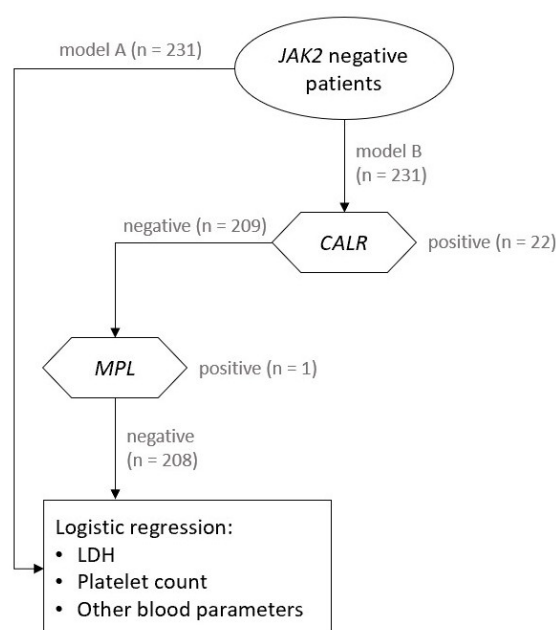 model A (n = 231)
JAK2 negative
patients
model B
(n = 231)
negative (n = 209)
CALR
positive (n = 22)
MPL
positive (n = 1)
negative
(n = 208)
Logistic regression:
• LDH
• Platelet count
• Other blood parameters